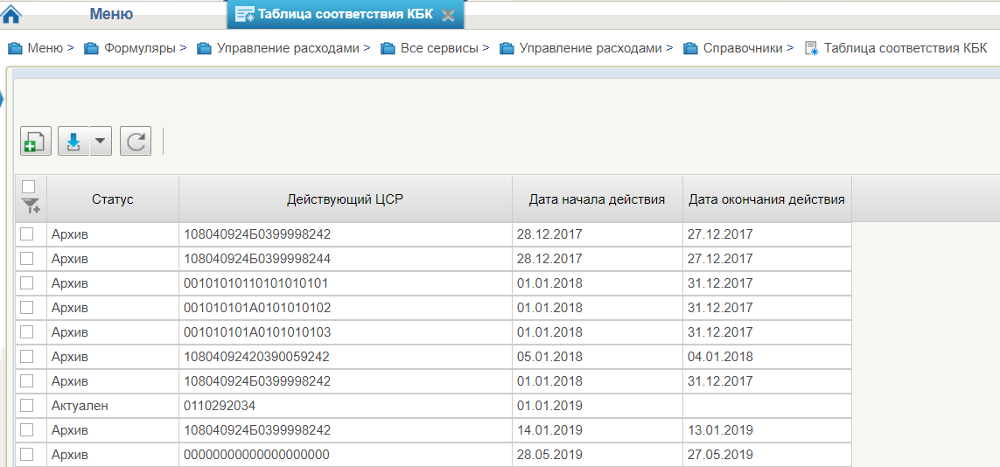 Меню Таблица соответствия КБК
Меню > Формуляры > Управление расходами > Все сервисы > Управление расходами > Справочники > Таблица соответствия КБК
Статус Действующий ЦСР Дата начала действия Дата окончания действия
Архив 108040924Б0399998242 28.12.2017 27.12.2017
Архив 108040924Б0399998244 28.12.2017 27.12.2017
Архив 00101010110101010101 01.01.2018 31.12.2017
Архив 001010101А0101010102 01.01.2018 31.12.2017
Архив 001010101А0101010103 01.01.2018 31.12.2017
Архив 10804092420390059242 05.01.2018 04.01.2018
Архив 108040924Б0399998242 01.01.2018 31.12.2017
Актуален 0110292034 01.01.2019
Архив 108040924Б0399998242 14.01.2019 13.01.2019
Архив 00000000000000000000 28.05.2019 27.05.2019